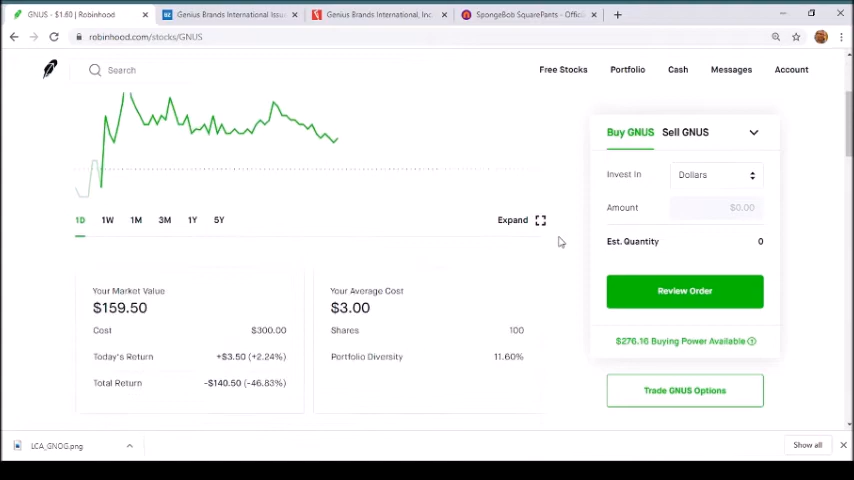 GNUS - $1.60 | Robinhood
Genius Brands International Issu
Genius Brands International, Inc.
SpongeBob SquarePants - Offici
robinhood.com/stocks/GNUS
Search
Free Stocks
Portfolio
Cash
Messages
Account
Buy GNUS
Sell GNUS
Invest In
Dollars
Amount
$0.00
Est. Quantity
0
Review Order
$276.16 Buying Power Available
Trade GNUS Options
1D
1W
1M
3M
1Y
5Y
Expand
Your Market Value
$159.50
Cost
$300.00
Today's Return
+$3.50 (+2.24%)
Total Return
-$140.50 (-46.83%)
Your Average Cost
$3.00
Shares
100
Portfolio Diversity
11.60%
LCA_GNOG.png
Show all